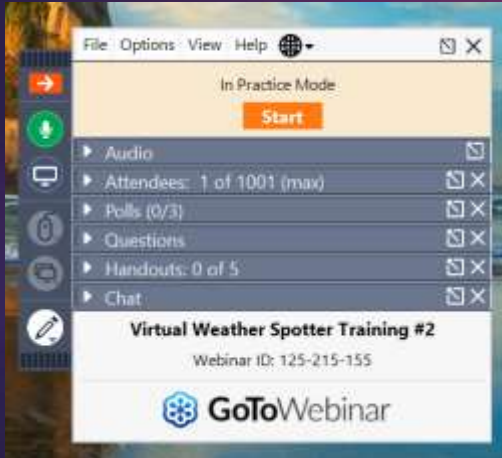 File Options View Help
In Practice Mode
Start
Audio
Attendees: 1 of 1001 (max)
Polls (0/3)
Questions
Handouts: 0 of 5
Chat
Virtual Weather Spotter Training #2
Webinar ID: 125-215-155
GoToWebinar